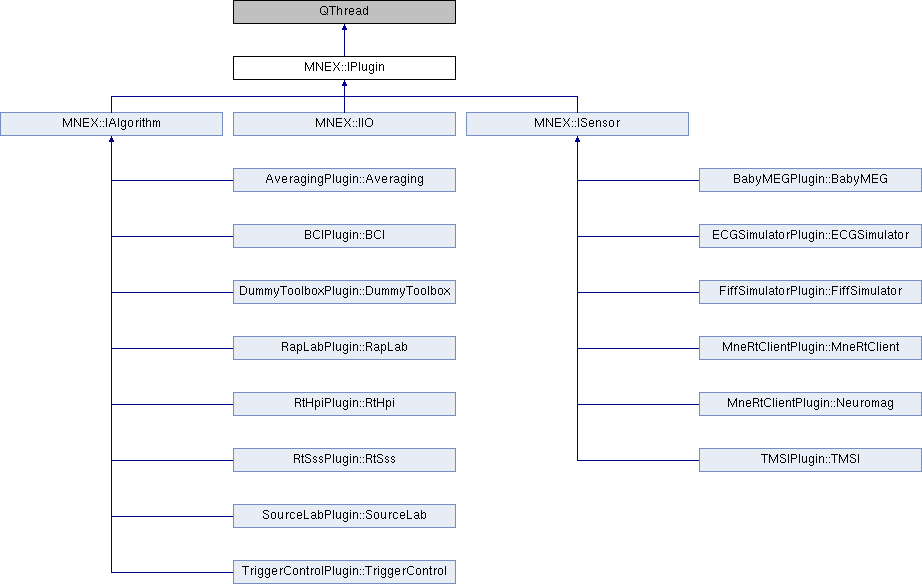 QThread
MNEX::IPlugin
MNEX::IAlgorithm
MNEX::IIO
MNEX::ISensor
AveragingPlugin::Averaging
BabyMEGPlugin::BabyMEG
BCIPlugin::BCI
ECGSimulatorPlugin::ECGSimulator
DummyToolboxPlugin::DummyToolbox
FiffSimulatorPlugin::FiffSimulator
RapLabPlugin::RapLab
MneRtClientPlugin::MneRtClient
RtHpiPlugin::RtHpi
MneRtClientPlugin::Neuromag
RtSssPlugin::RtSss
TMSIPlugin::TMSI
SourceLabPlugin::SourceLab
TriggerControlPlugin::TriggerControl